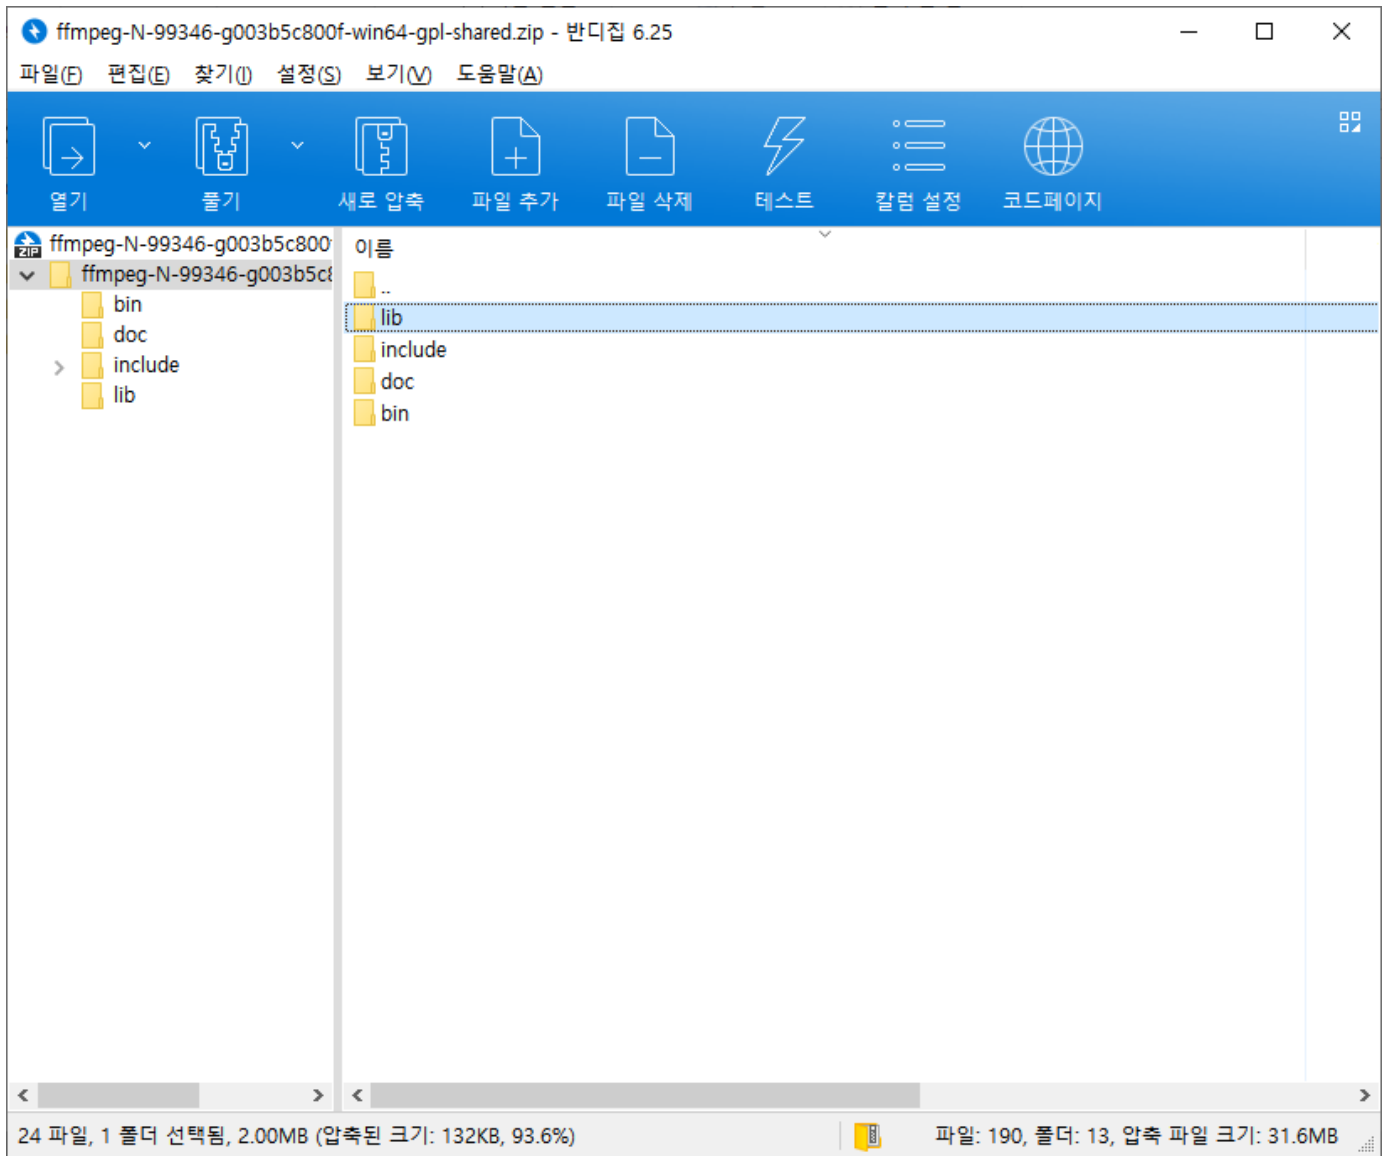 ffmpeg-N-99346-g003b5c800f-win64-gpl-shared.zip - 반디집 6.25
파일(F) 편집(E) 찾기(I) 설정(S) 보기(V) 도움말(A)
열기 풀기 새로 압축 파일 추가 파일 삭제 테스트 칼럼 설정 코드페이지
ZIP ffmpeg-N-99346-g003b5c800
ffmpeg-N-99346-g003b5c8
bin
doc
include
lib
이름
..
lib
include
doc
bin
24 파일, 1 폴더 선택됨, 2.00MB (압축된 크기: 132KB, 93.6%)
파일: 190, 폴더: 13, 압축 파일 크기: 31.6MB